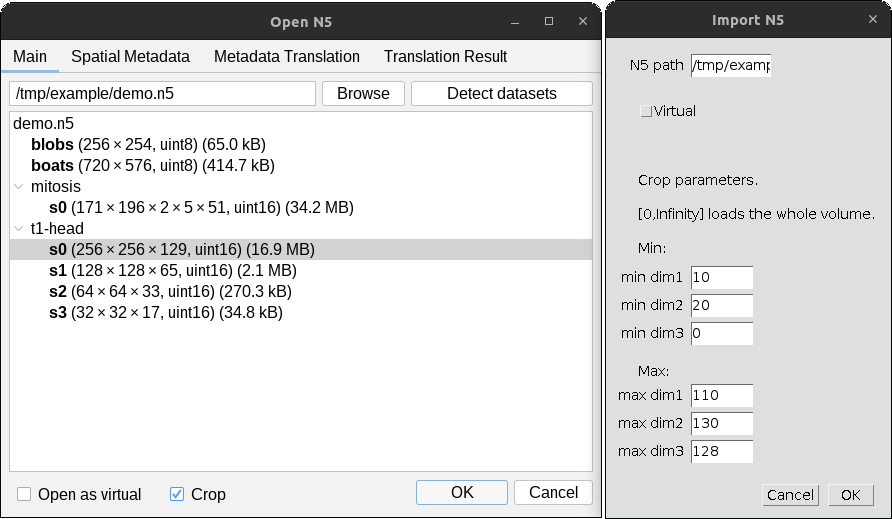 Open N5
Main Spatial Metadata Metadata Translation Translation Result
/tmp/example/demo.n5 Browse Detect datasets
demo.n5
blobs (256 × 254, uint8) (65.0 kB)
boats (720 × 576, uint8) (414.7 kB)
mitosis
s0 (171 × 196 × 2 × 5 × 51, uint16) (34.2 MB)
t1-head
s0 (256 × 256 × 129, uint16) (16.9 MB)
s1 (128 × 128 × 65, uint16) (2.1 MB)
s2 (64 × 64 × 33, uint16) (270.3 kB)
s3 (32 × 32 × 17, uint16) (34.8 kB)
Open as virtual Crop OK Cancel
Import N5
N5 path /tmp/examp
Virtual
Crop parameters.
[0,Infinity] loads the whole volume.
Min:
min dim1 10
min dim2 20
min dim3 0
Max:
max dim1 110
max dim2 130
max dim3 128
Cancel OK